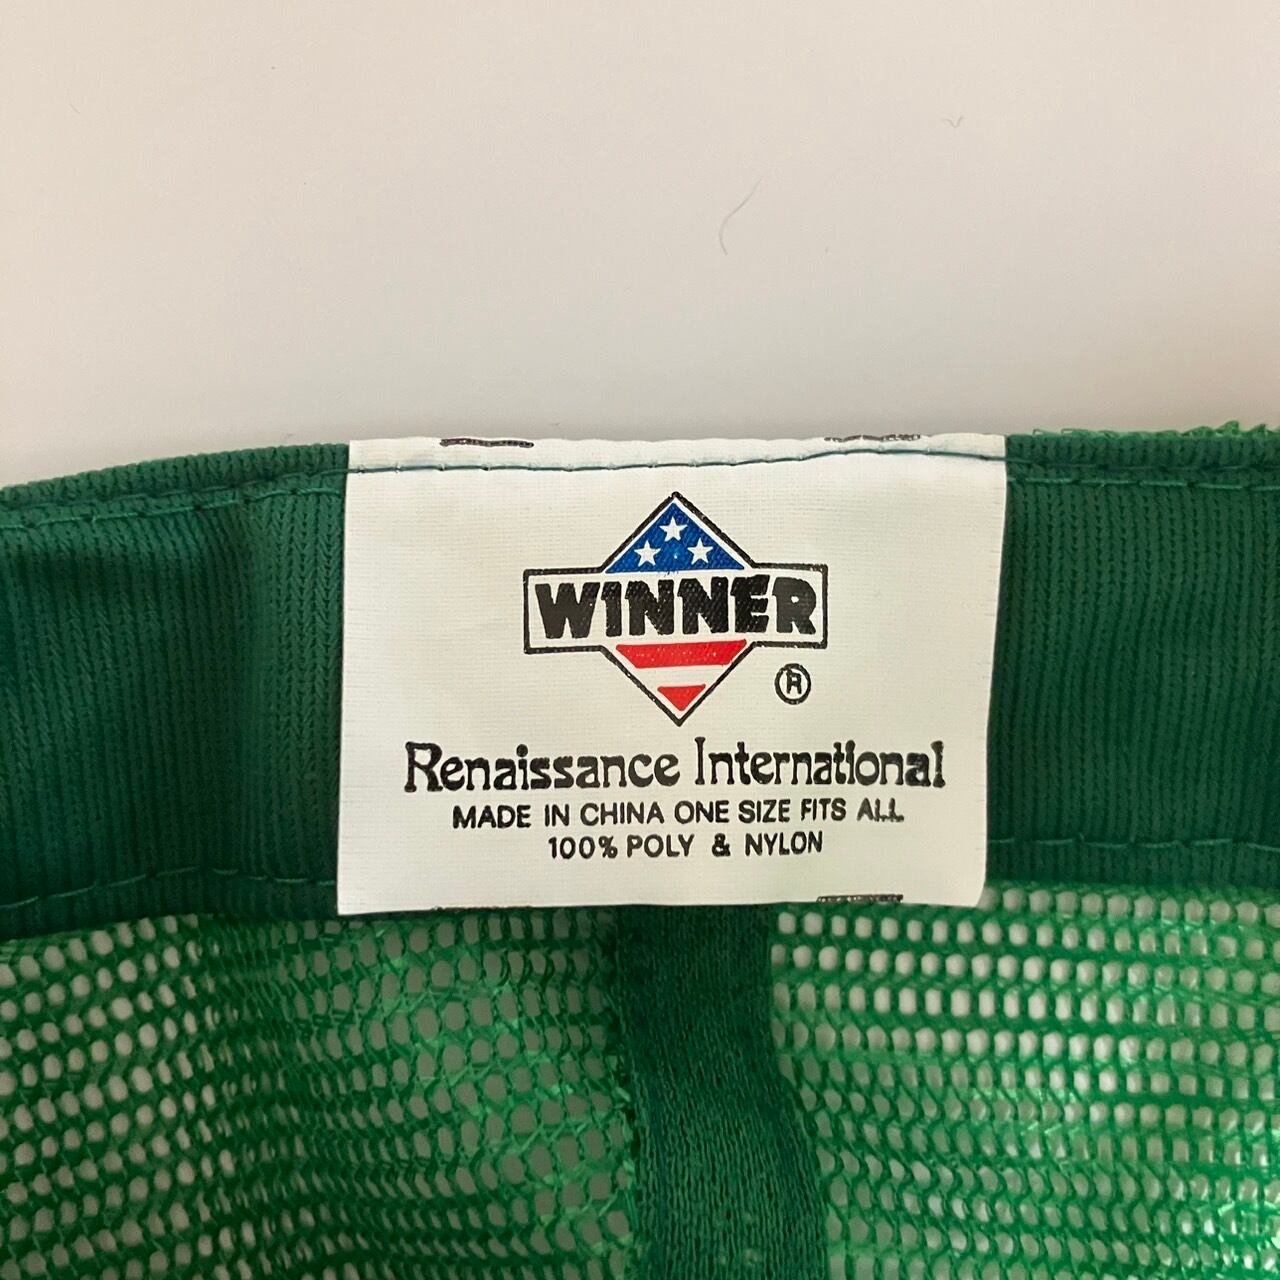 WINNER
®
Renaissance International
MADE IN CHINA ONE SIZE FITS ALL
100% POLY & NYLON